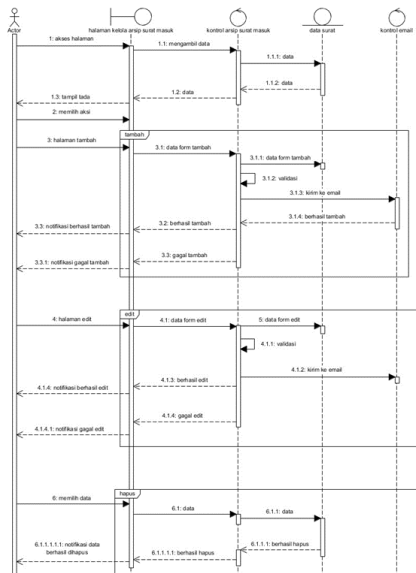 Actor
halaman kelola arsip surat masuk
kontrol arsip surat masuk
data surat
kontrol email
1: akses halaman
1.1: mengambil data
1.1.1: data
1.1.2: data
1.2: data
1.3: tampil tada
2: memilih aksi
tambah
3: halaman tambah
3.1: data form tambah
3.1.1: data form tambah
3.1.2: validasi
3.1.3: kirim ke email
3.1.4: berhasil tambah
3.2: berhasil tambah
3.3: notifikasi berhasil tambah
3.3: gagal tambah
3.3.1: notifikasi gagal tambah
edit
4: halaman edit
4.1: data form edit
5: data form edit
4.1.1: validasi
4.1.2: kirim ke email
4.1.3: berhasil edit
4.1.4: notifikasi berhasil edit
4.1.4: gagal edit
4.1.4.1: notifikasi gagal edit
hapus
6: memilih data
6.1: data
6.1.1: data
6.1.1.1: berhasil hapus
6.1.1.1.1: berhasil hapus
6.1.1.1.1.1: notifikasi data
berhasil dihapus